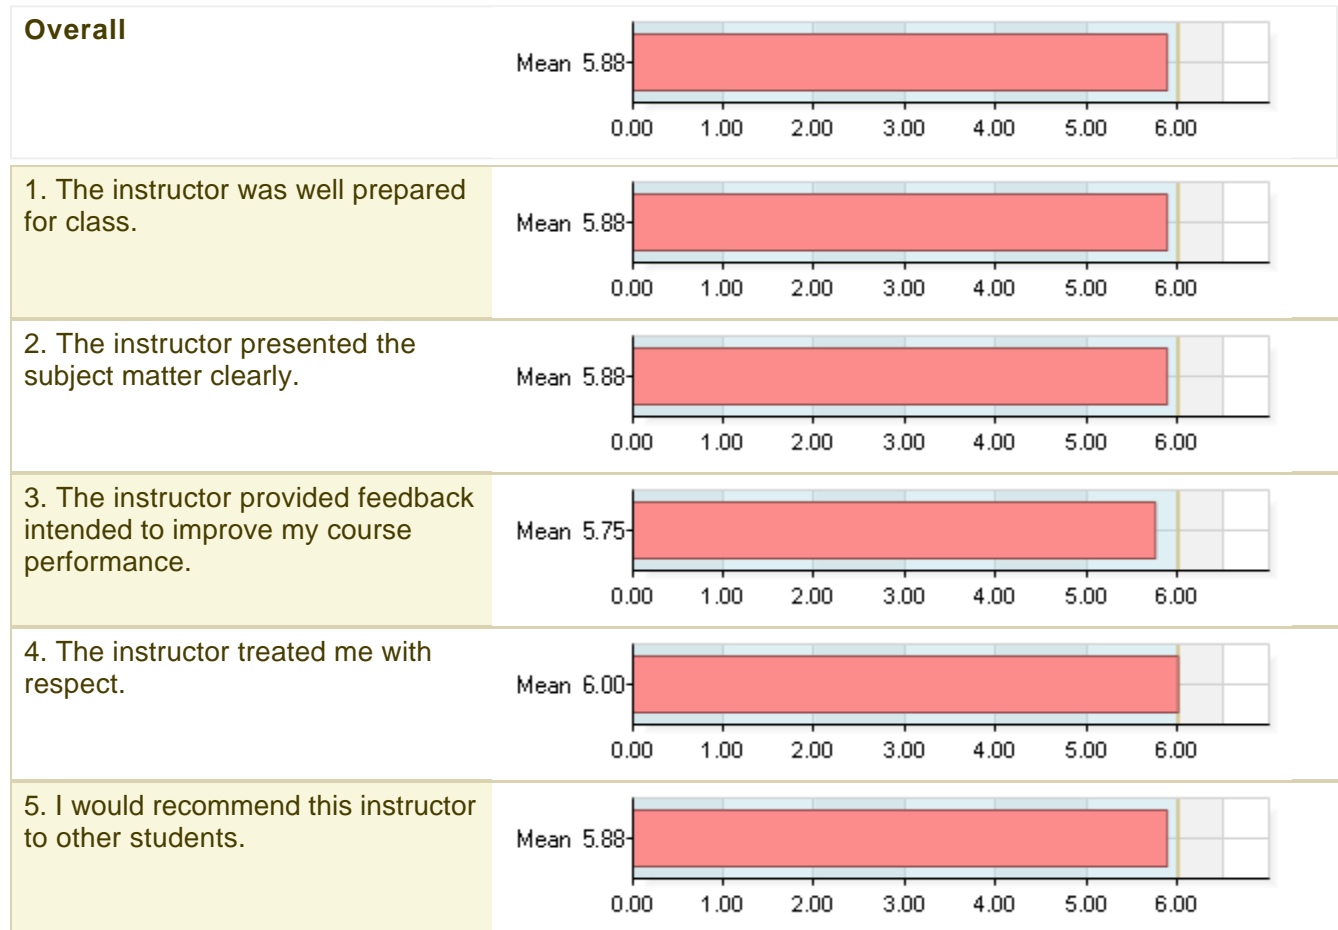 Overall
Mean 5.88
0.00 1.00 2.00 3.00 4.00 5.00 6.00
1. The instructor was well prepared
for class.
Mean 5.88
0.00 1.00 2.00 3.00 4.00 5.00 6.00
2. The instructor presented the
subject matter clearly.
Mean 5.88
0.00 1.00 2.00 3.00 4.00 5.00 6.00
3. The instructor provided feedback
intended to improve my course
performance.
Mean 5.75
0.00 1.00 2.00 3.00 4.00 5.00 6.00
4. The instructor treated me with
respect.
Mean 6.00
0.00 1.00 2.00 3.00 4.00 5.00 6.00
5. I would recommend this instructor
to other students.
Mean 5.88
0.00 1.00 2.00 3.00 4.00 5.00 6.00